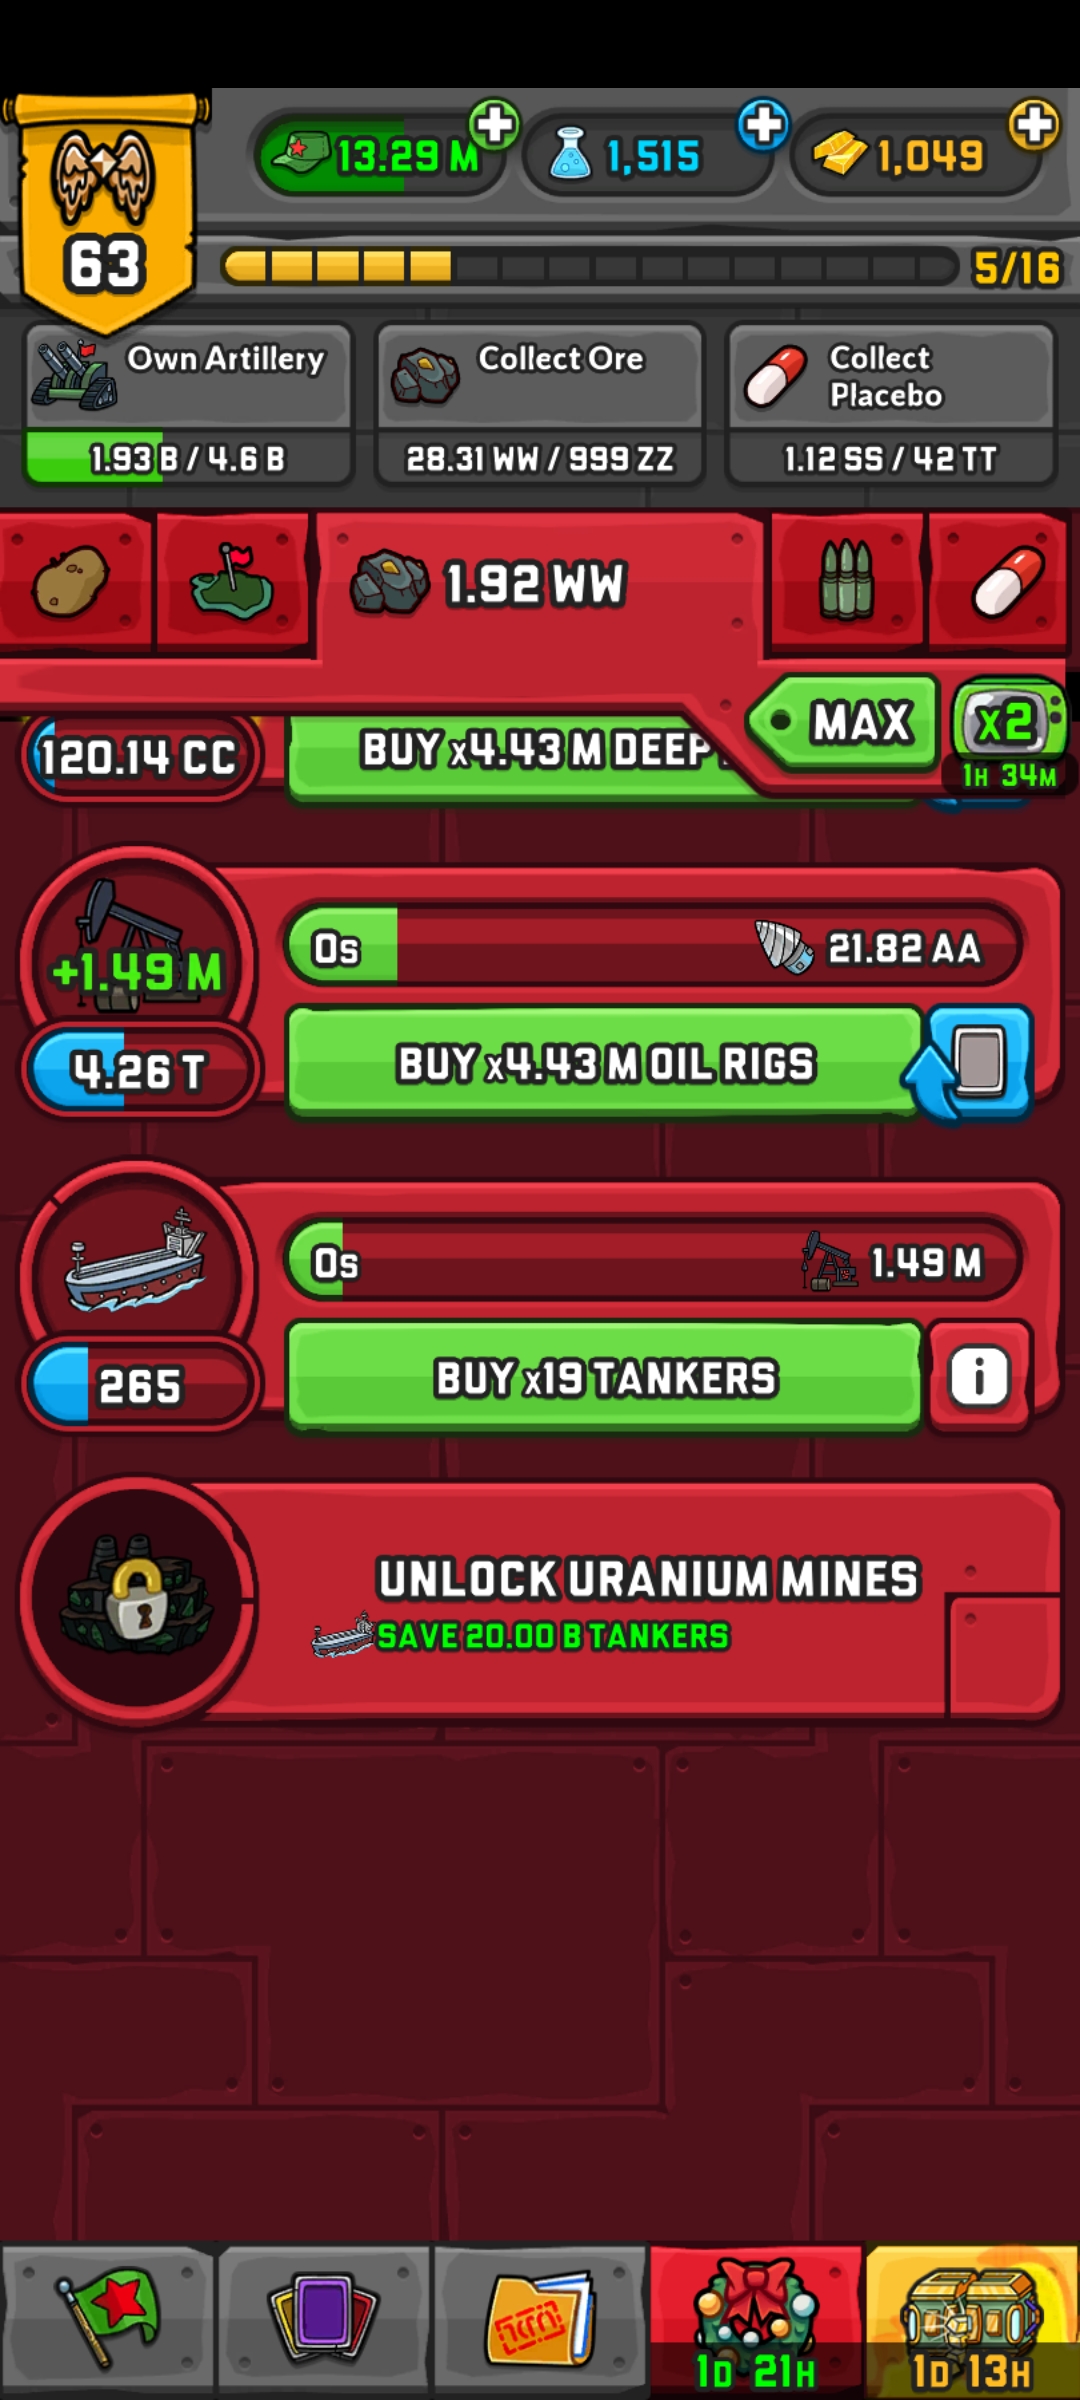 13.29 M
1,515
1,049
63
5/16
Own Artillery
1.93 B / 4.6 B
Collect Ore
28.31 WW / 999 ZZ
Collect
Placebo
1.12 SS / 42 TT
1.92 WW
MAX
x2
1H 34M
120.14 CC
BUY x4.43 M DEEP
+1.49 M
0s
21.82 AA
4.26 T
BUY x4.43 M OIL RIGS
0s
1.49 M
265
BUY x19 TANKERS
i
UNLOCK URANIUM MINES
SAVE 20.00 B TANKERS
1D 21H
1D 13H